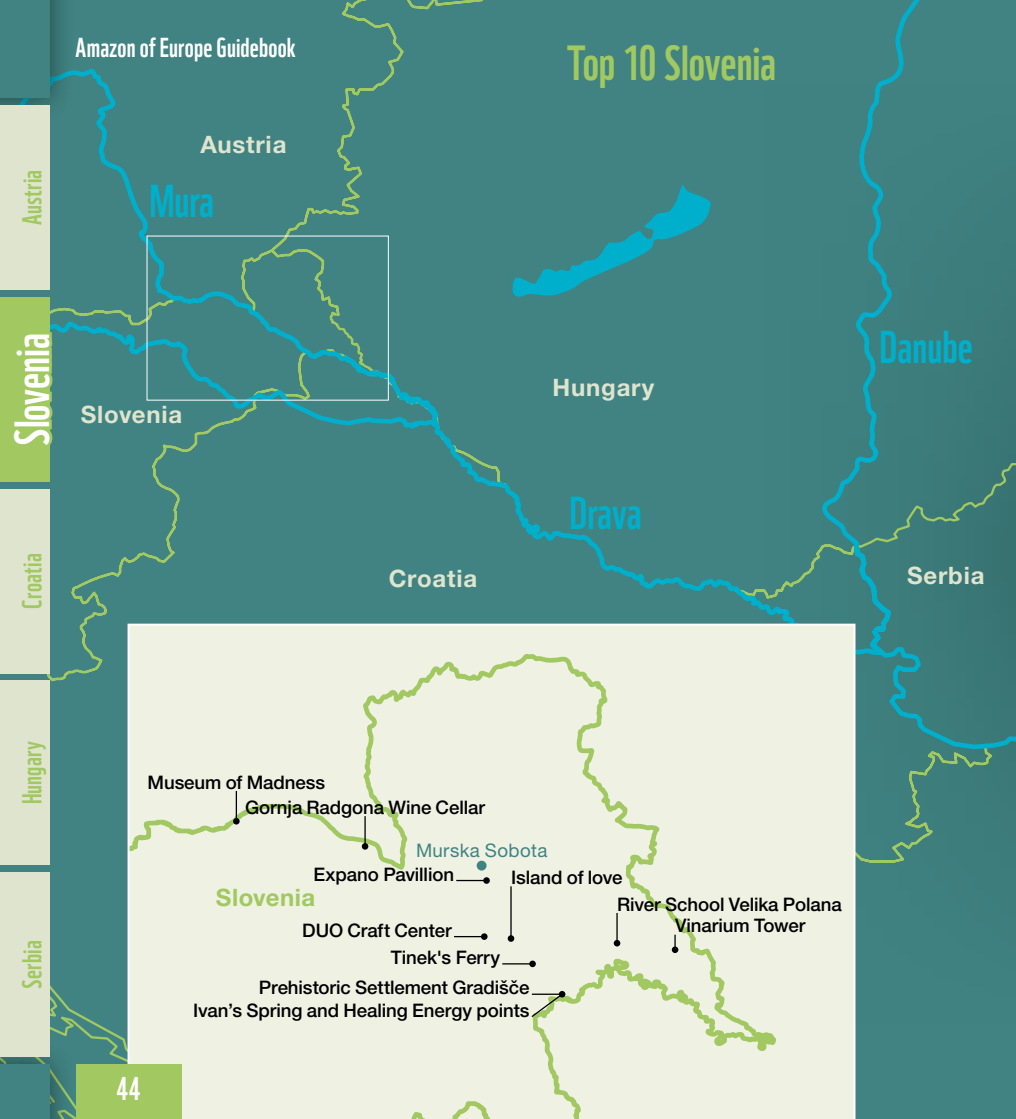 Amazon of Europe Guidebook
Top 10 Slovenia
Austria
Mura
Danube
Hungary
Slovenia
Drava
Croatia
Serbia
Austria
Slovenia
Croatia
Hungary
Serbia
Museum of Madness
Gornja Radgona Wine Cellar
Murska Sobota
Expano Pavillion
Island of love
Slovenia
River School Velika Polana
Vinarium Tower
DUO Craft Center
Tinek's Ferry
Prehistoric Settlement Gradišče
Ivan’s Spring and Healing Energy points
44